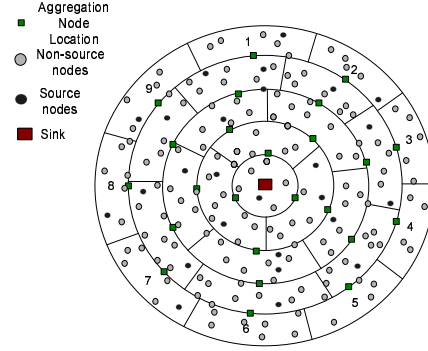 Aggregation
Node
Location
Non-source
nodes
Source
nodes
Sink
1
2
3
4
5
6
7
8
9